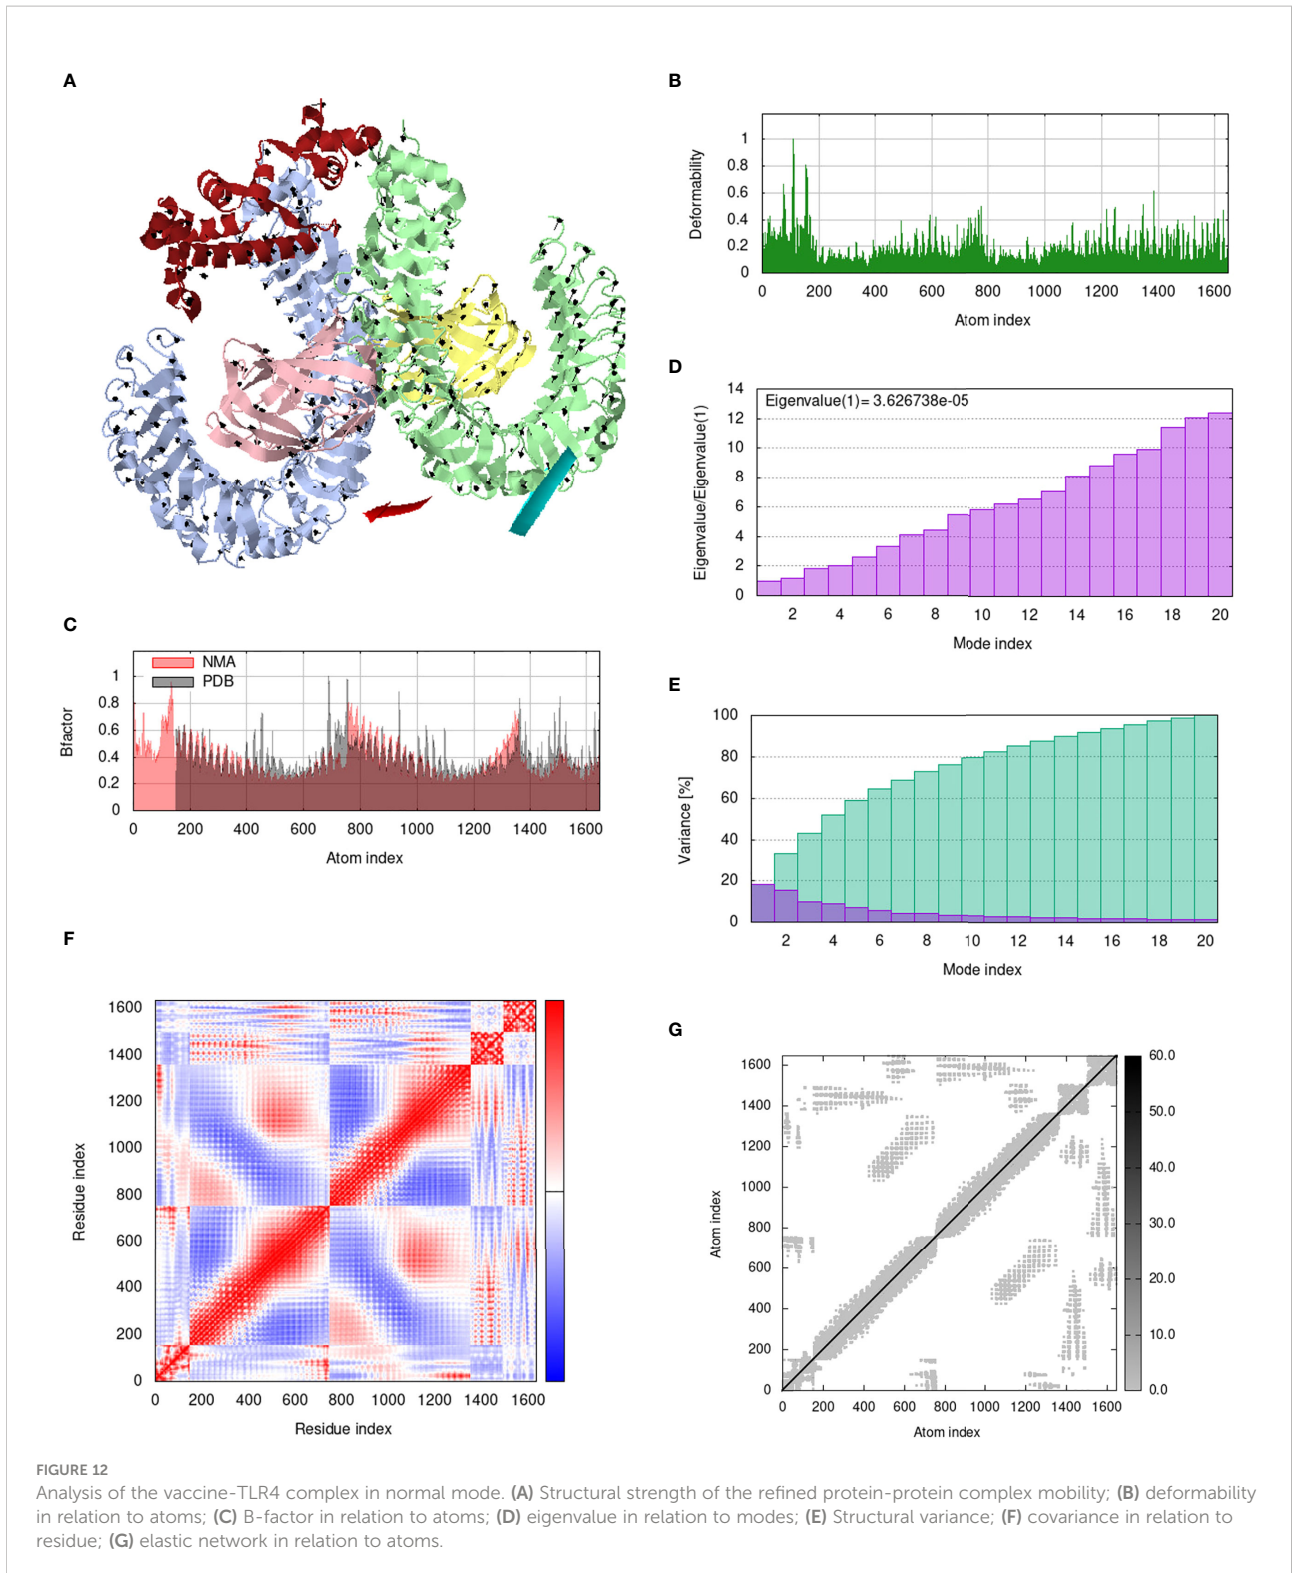 A
B
Deformability
1
0.8
0.6
0.4
0.2
0
0 200 400 600 800 1000 1200 1400 1600
Atom index
D
Eigenvalue(1)= 3.626738e-05
Eigenvalue/Eigenvalue(1)
14
12
10
8
6
4
2
0
2 4 6 8 10 12 14 16 18 20
Mode index
C
NMA
PDB
Bfactor
1
0.8
0.6
0.4
0.2
0
0 200 400 600 800 1000 1200 1400 1600
Atom index
E
Variance [%]
100
80
60
40
20
0
2 4 6 8 10 12 14 16 18 20
Mode index
F
Residue index
1600
1400
1200
1000
800
600
400
200
0
0 200 400 600 800 1000 1200 1400 1600
Residue index
G
Atom index
1600
1400
1200
1000
800
600
400
200
0
0 200 400 600 800 1000 1200 1400 1600
Atom index
60.0
50.0
40.0
30.0
20.0
10.0
0.0
FIGURE 12
Analysis of the vaccine-TLR4 complex in normal mode. (A) Structural strength of the refined protein-protein complex mobility; (B) deformability
in relation to atoms; (C) B-factor in relation to atoms; (D) eigenvalue in relation to modes; (E) Structural variance; (F) covariance in relation to
residue; (G) elastic network in relation to atoms.